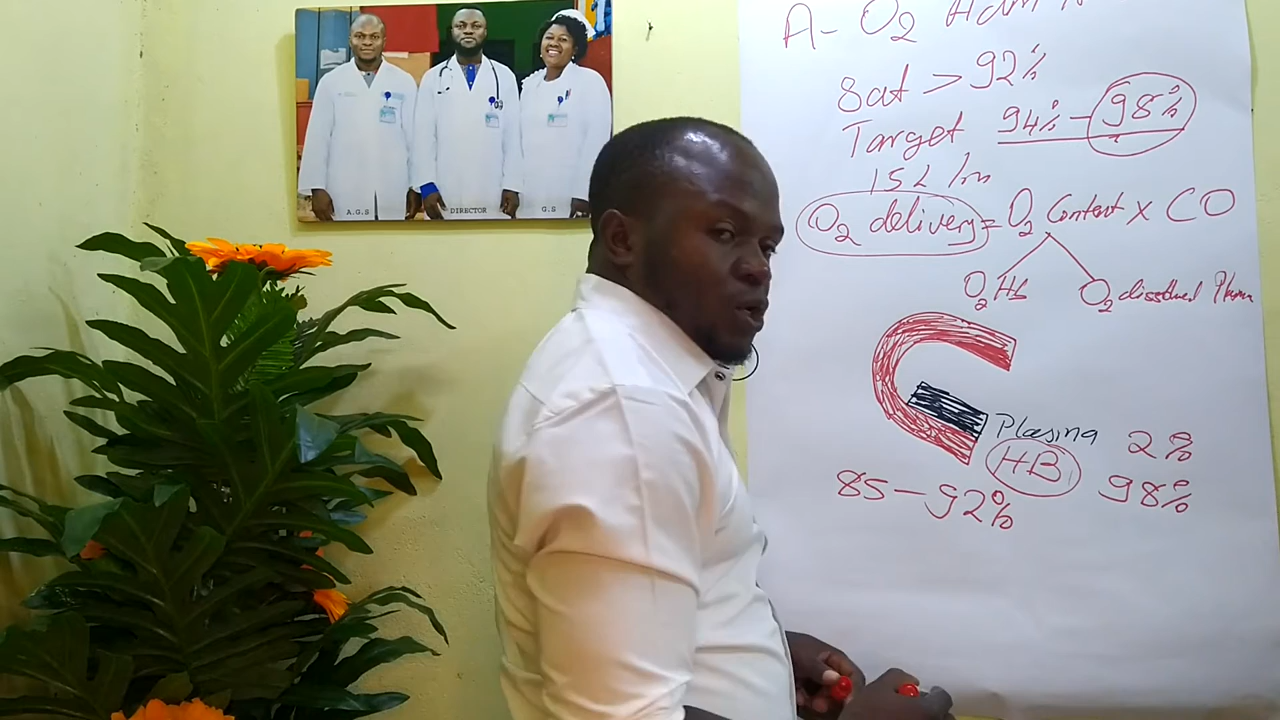 A.G.S
DIRECTOR
G.S
A- O2
Sat > 92%
Target 94% - 98%
15L/m
O2 delivery = O2 Content x CO
O2 Hb
O2 dissolved Plasma
Plasma 2%
HB 98%
85 - 92%